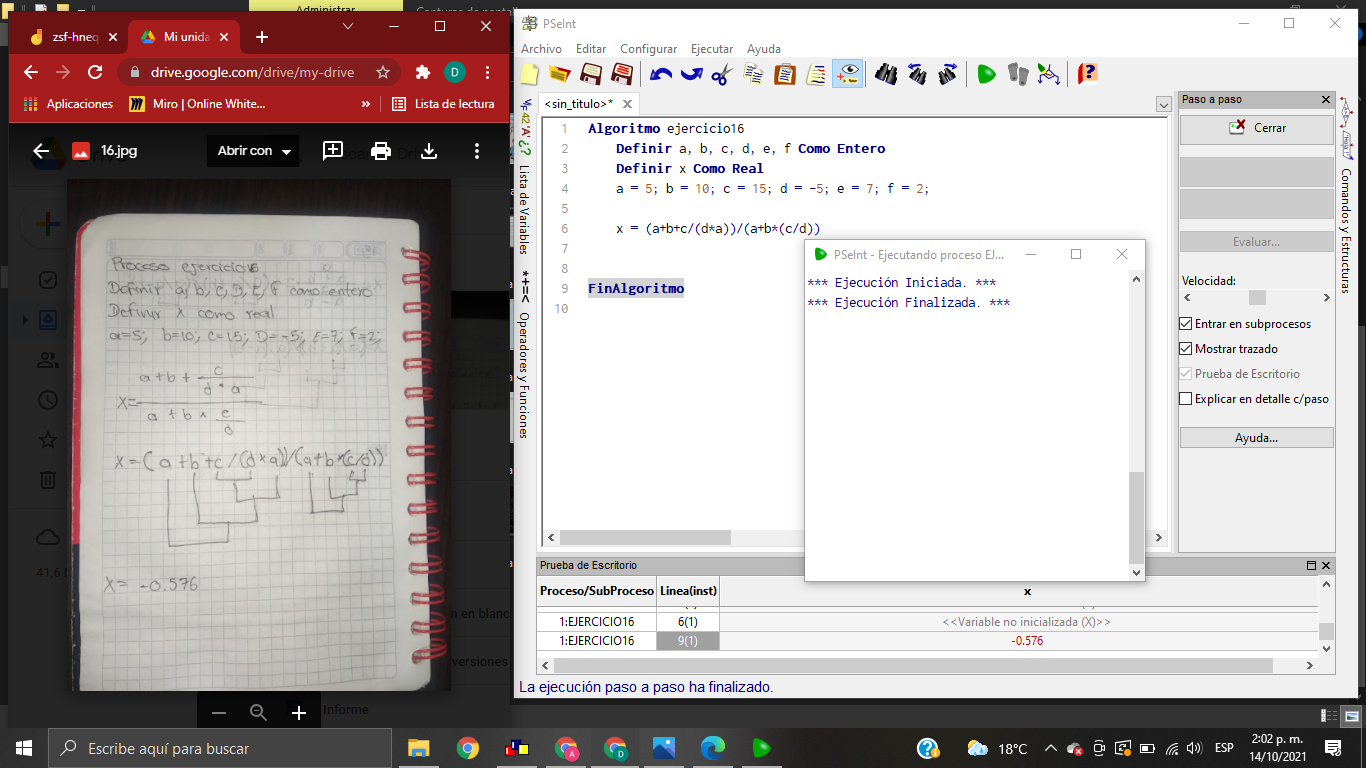 Administrar
Capturas de pantall
zsf-hneq
Mi unida
drive.google.com/drive/my-drive
D
Aplicaciones
Miro | Online White...
»
Lista de lectura
16.jpg
Abrir con
Proceso ejercicio16
Definir a, b, C, D, E, f como entero
Definir X como real
a=5; b=10; C=15; D=-5; E=7; f=2;
a+b+ c
d * a
X=
a + b * e
d
X=( a+b+c/(d*a))/(a+b*(c/d))
X= -0.576
41,6
n en blanc
versiones
Informe
PSeInt
Archivo Editar Configurar Ejecutar Ayuda
<sin_titulo>*
Lista de Variables
Operadores y Funciones
1 Algoritmo ejercicio16
2 Definir a, b, c, d, e, f Como Entero
3 Definir x Como Real
4 a = 5; b = 10; c = 15; d = -5; e = 7; f = 2;
5
6 x = (a+b+c/(d*a))/(a+b*(c/d))
7
8
9 FinAlgoritmo
10
PSeInt - Ejecutando proceso EJ...
*** Ejecución Iniciada. ***
*** Ejecución Finalizada. ***
Paso a paso
Cerrar
Evaluar...
Velocidad:
Entrar en subprocesos
Mostrar trazado
Prueba de Escritorio
Explicar en detalle c/paso
Ayuda...
Comandos y Estructuras
Prueba de Escritorio
Proceso/SubProceso Linea(inst) x
1:EJERCICIO16 6(1) <<Variable no inicializada (X)>>
1:EJERCICIO16 9(1) -0.576
La ejecución paso a paso ha finalizado.
Escribe aquí para buscar
A
D
18°C
ESP
2:02 p. m.
14/10/2021